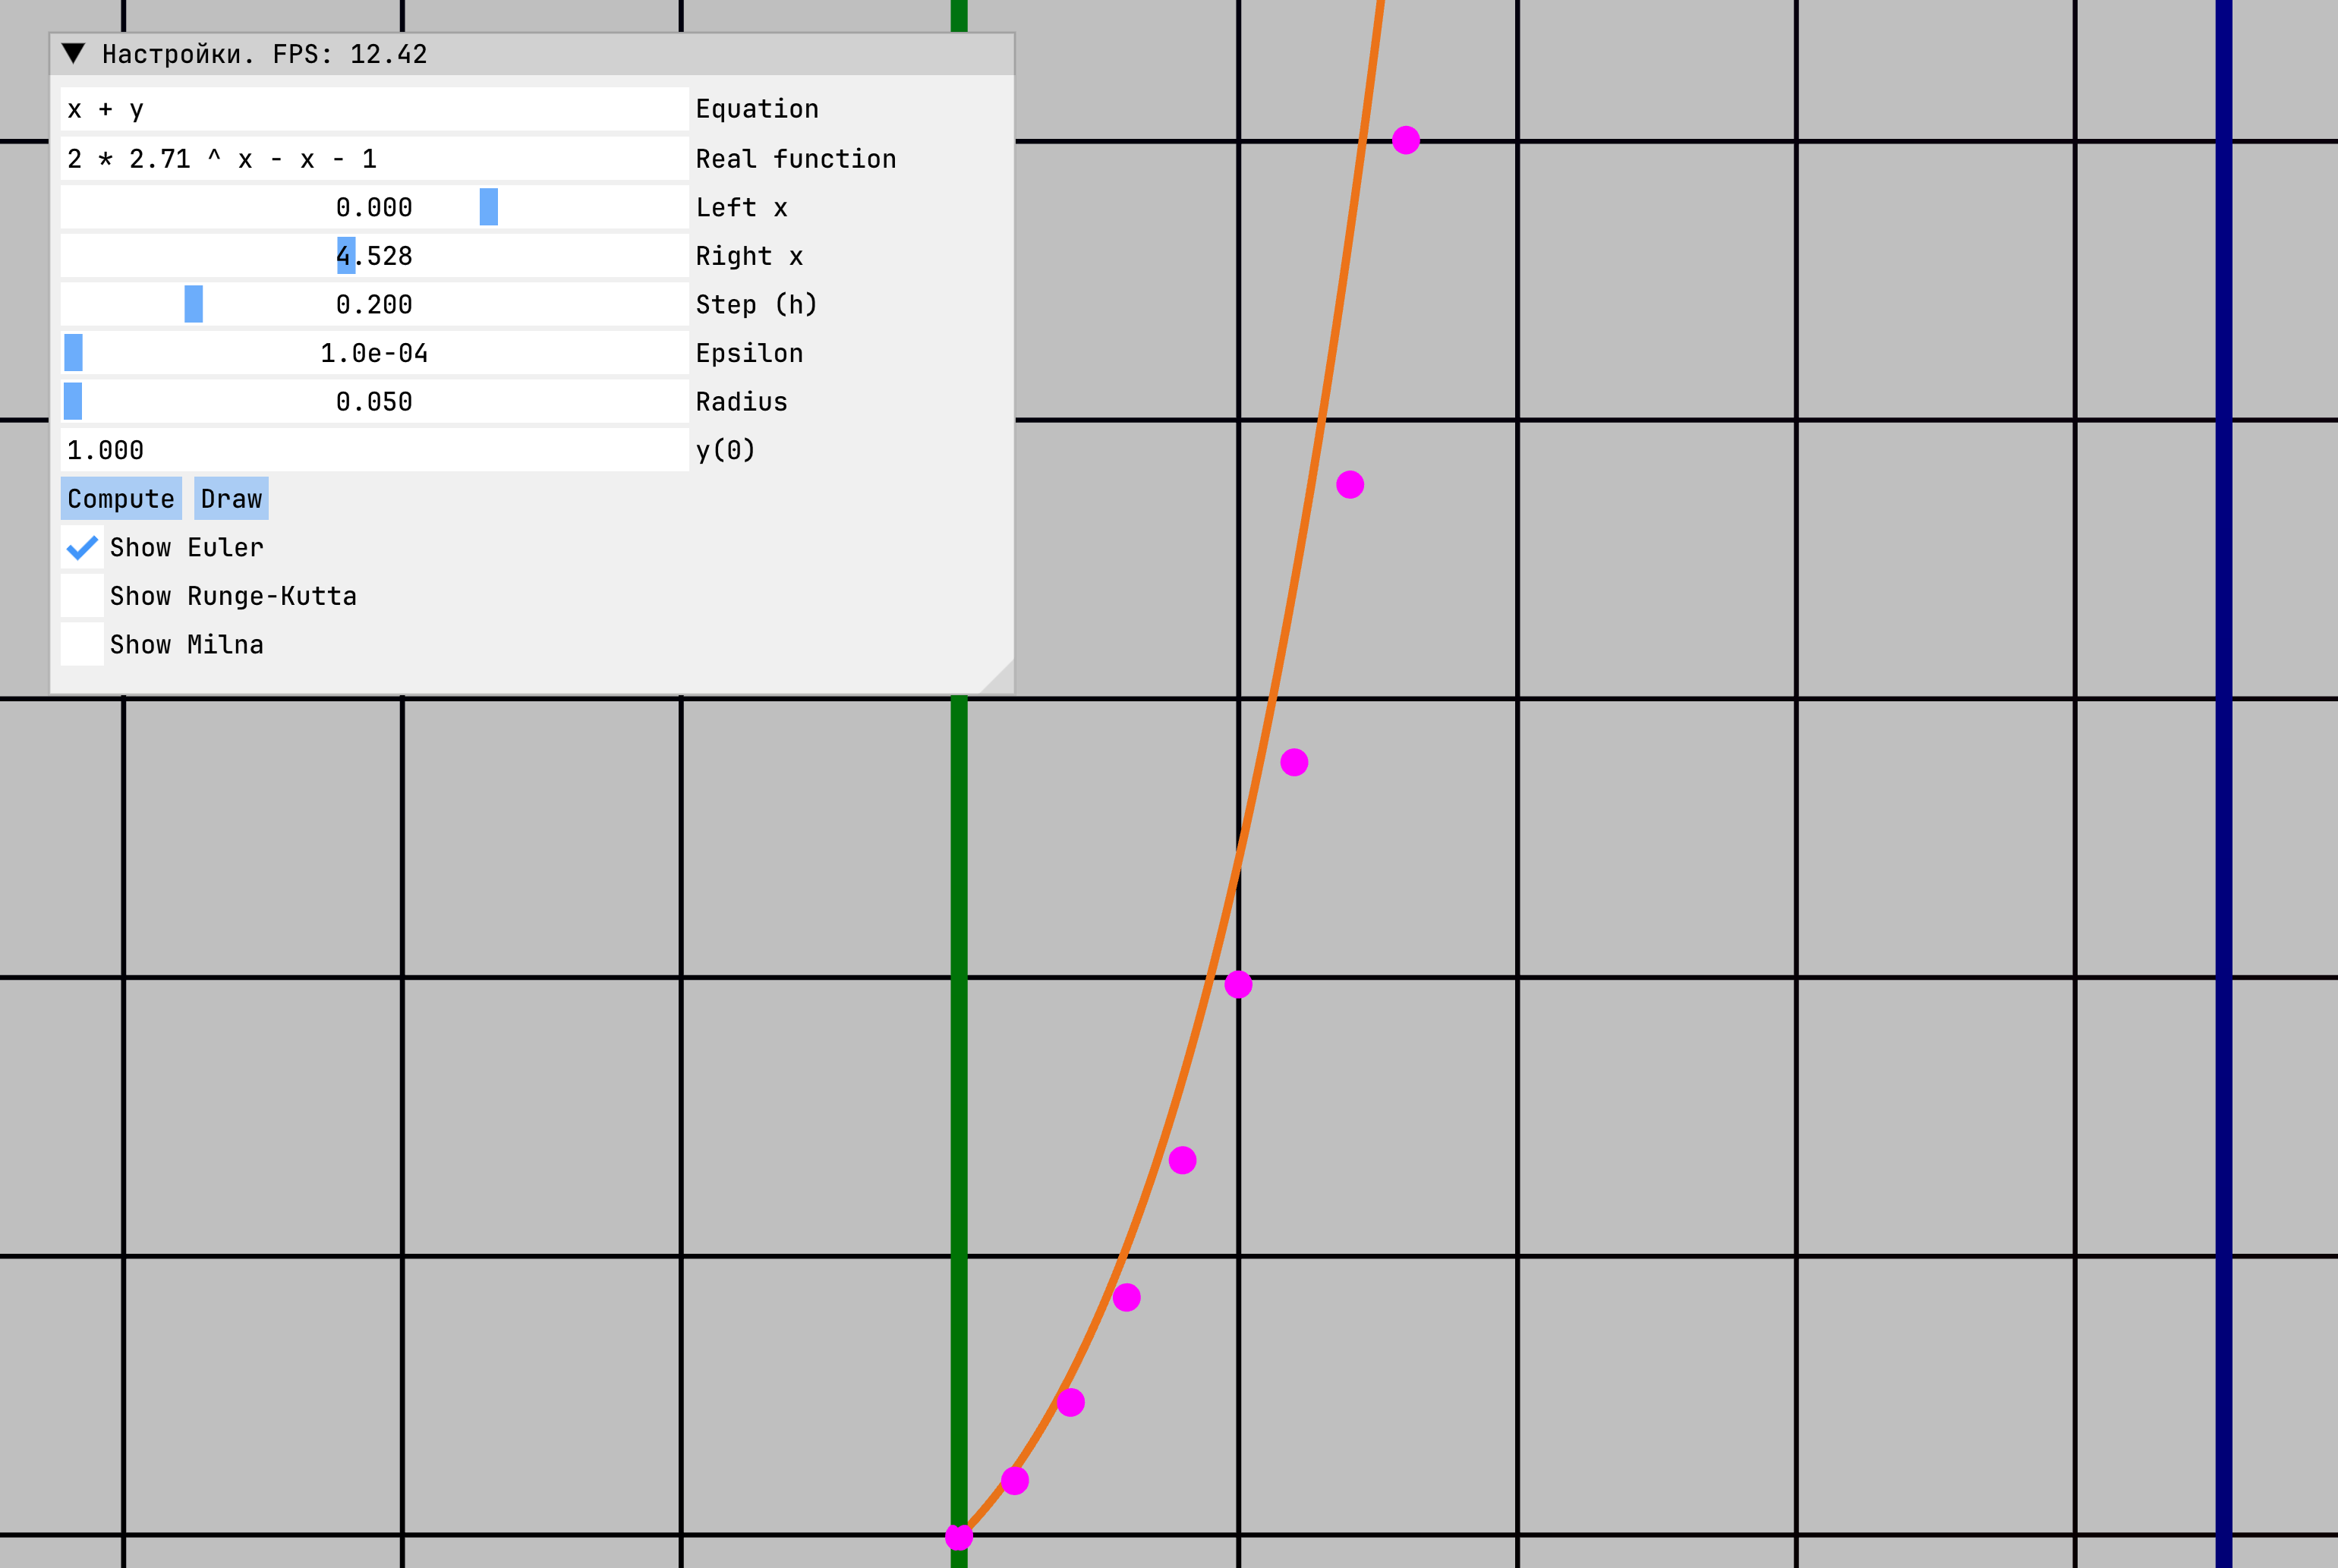 Настройки. FPS: 12.42
x + y Equation
2 * 2.71 ^ x - x - 1 Real function
0.000 Left x
4.528 Right x
0.200 Step (h)
1.0e-04 Epsilon
0.050 Radius
1.000 y(0)
Compute Draw
Show Euler
Show Runge-Kutta
Show Milna